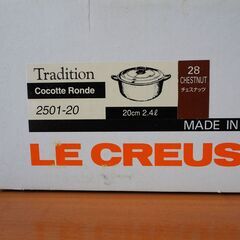 Tradition
Cocotte Ronde
2501-20
20cm 2.4ℓ
28
CHESTNUT
チェスナッツ
MADE IN
LE CREUS